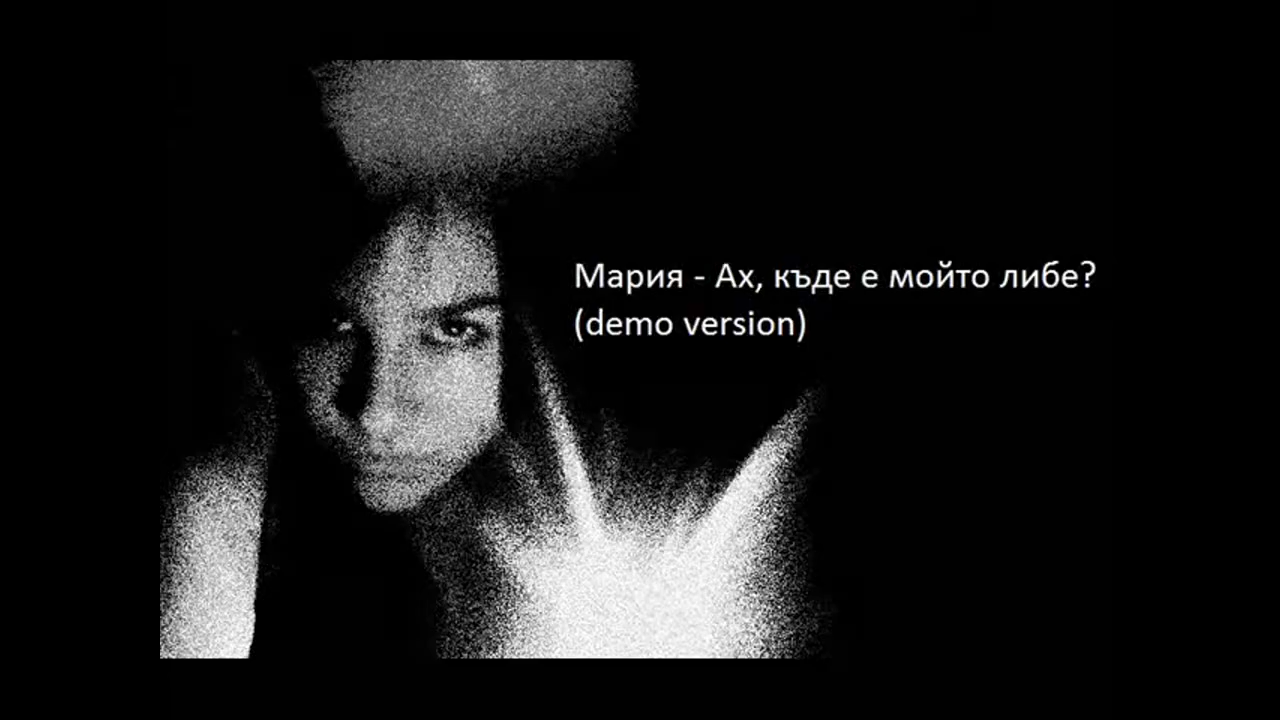 Мария - Ах, къде е мойто либе?
(demo version)